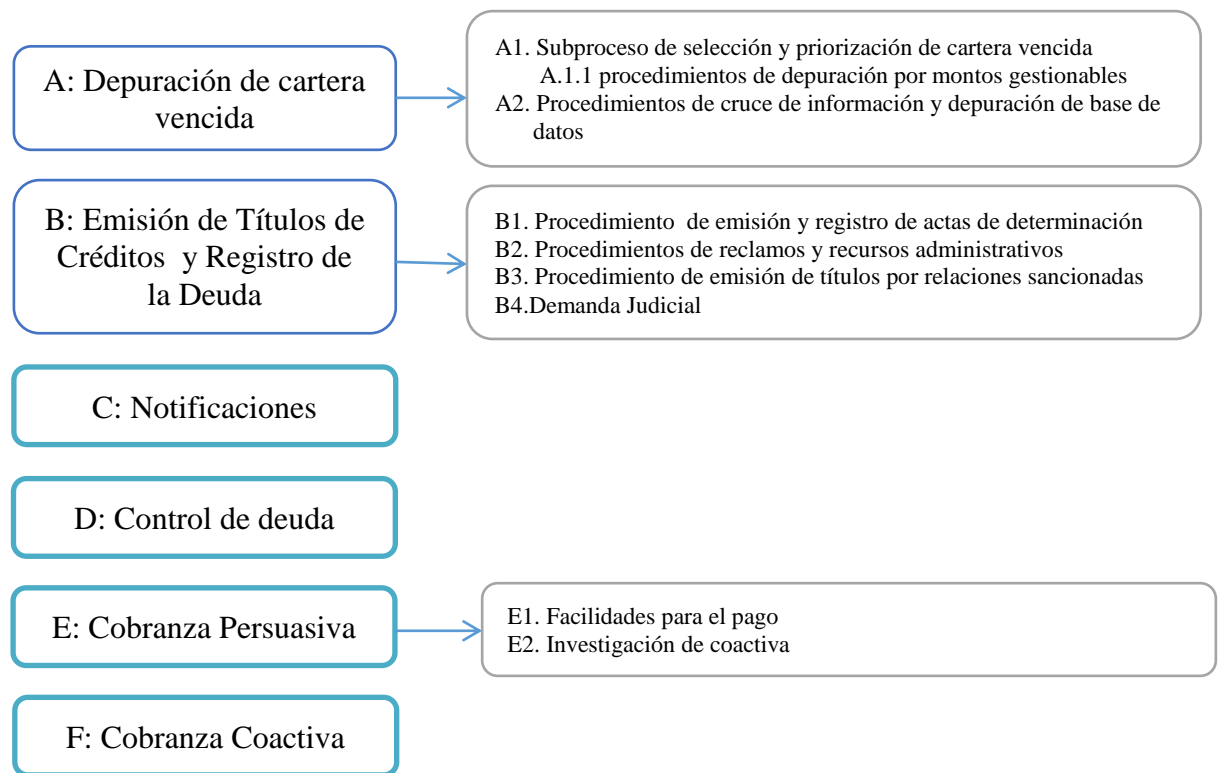 A: Depuración de cartera
vencida
A1. Subproceso de selección y priorización de cartera vencida
A.1.1 procedimientos de depuración por montos gestionables
A2. Procedimientos de cruce de información y depuración de base de
datos
B: Emisión de Títulos de
Créditos y Registro de
la Deuda
B1. Procedimiento de emisión y registro de actas de determinación
B2. Procedimientos de reclamos y recursos administrativos
B3. Procedimiento de emisión de títulos por relaciones sancionadas
B4.Demanda Judicial
C: Notificaciones
D: Control de deuda
E: Cobranza Persuasiva
E1. Facilidades para el pago
E2. Investigación de coactiva
F: Cobranza Coactiva